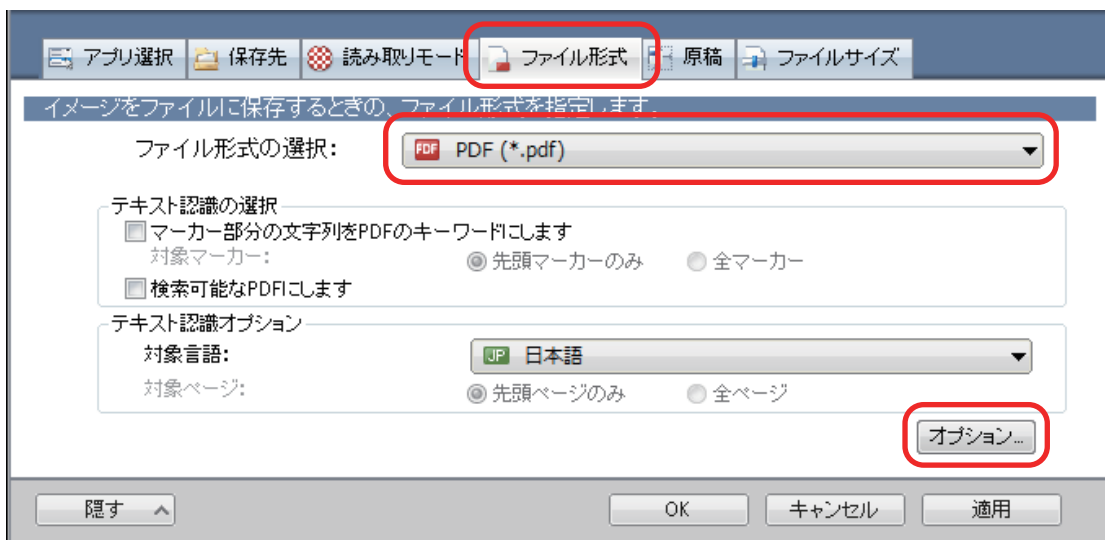 アプリ選択 保存先 読み取りモード ファイル形式 原稿 ファイルサイズ
イメージをファイルに保存するときの、ファイル形式を指定します。
ファイル形式の選択: PDF PDF (*.pdf)
テキスト認識の選択
マーカー部分の文字列をPDFのキーワードにします
対象マーカー: 先頭マーカーのみ 全マーカー
検索可能なPDFにします
テキスト認識オプション
対象言語: JP 日本語
対象ページ: 先頭ページのみ 全ページ
オプション...
隠す OK キャンセル 適用